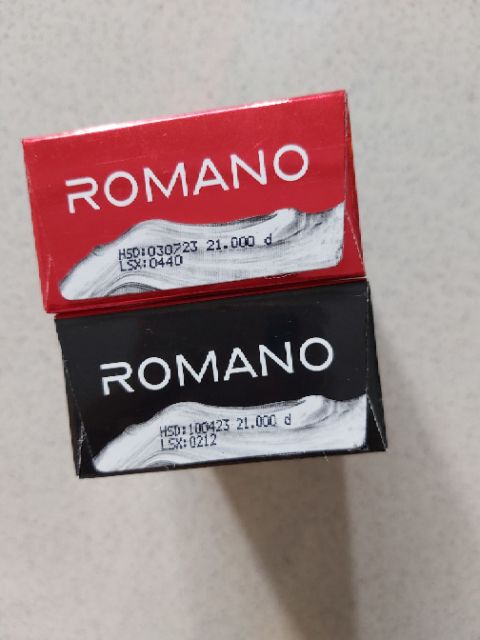 ROMANO
HSD:030723 21.000 đ
LSX:0440
ROMANO
HSD:100423 21.000 đ
LSX:0212